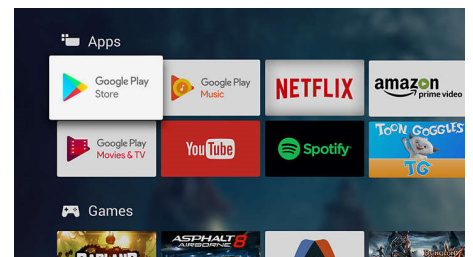 Apps
Google Play
Store
Google Play
Music
NETFLIX
amazon
prime video
Google Play
Movies & TV
YouTube
Spotify
TOON GOGGLES
TG
Games
BADLAND
ASPHALT 8
AIRBORNE